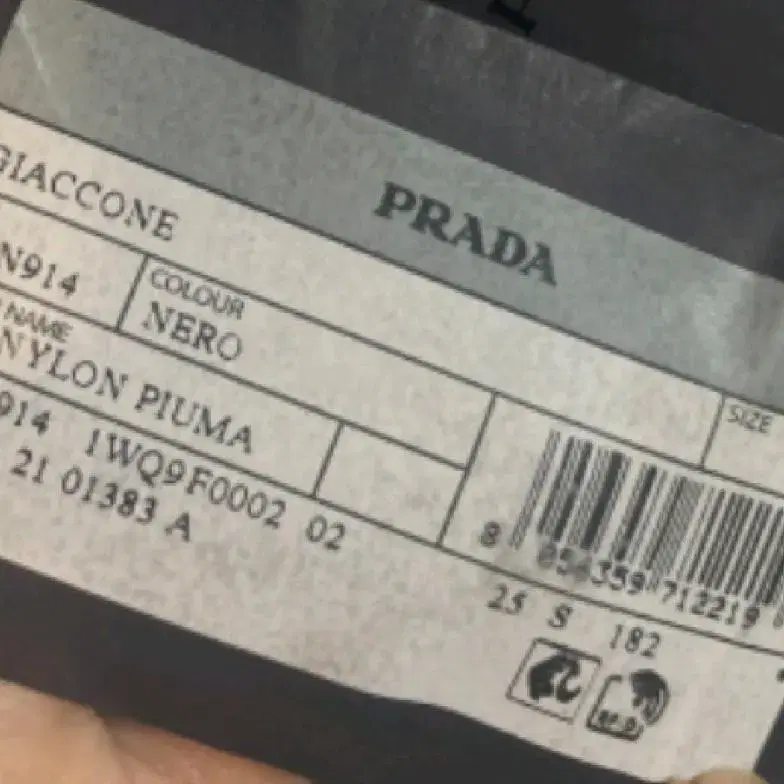 PRADA
GIACCONE
SIZE
N914
COLOUR
NERO
NAME
NYLON PIUMA
914 1WQ9F0002 02
21 01383 A
25 S 182